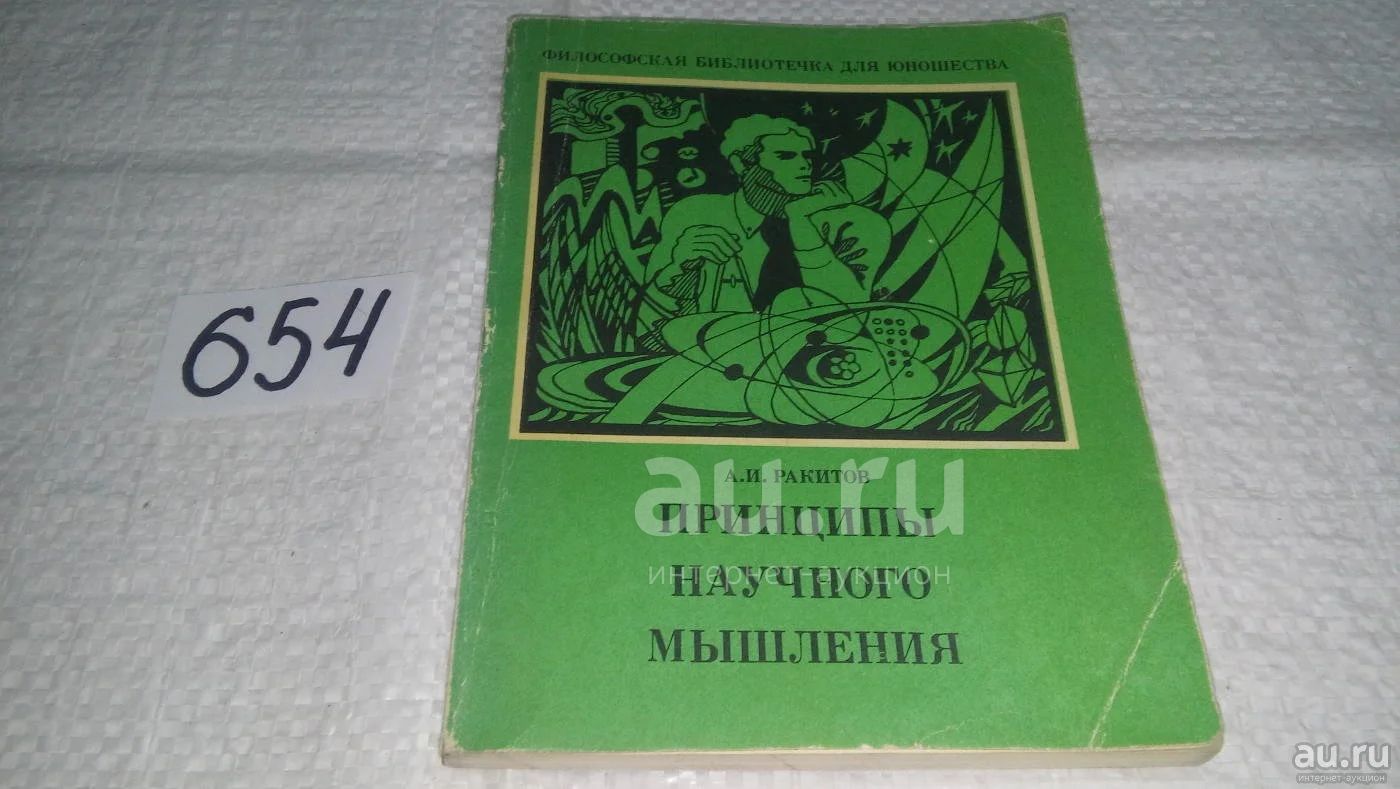 ФИЛОСОФСКАЯ БИБЛИОТЕЧКА ДЛЯ ЮНОШЕСТВА
654
А.И. РАКИТОВ
ПРИНЦИПЫ
НАУЧНОГО
МЫШЛЕНИЯ
au.ru
интернет-аукцион
au.ru
интернет-аукцион